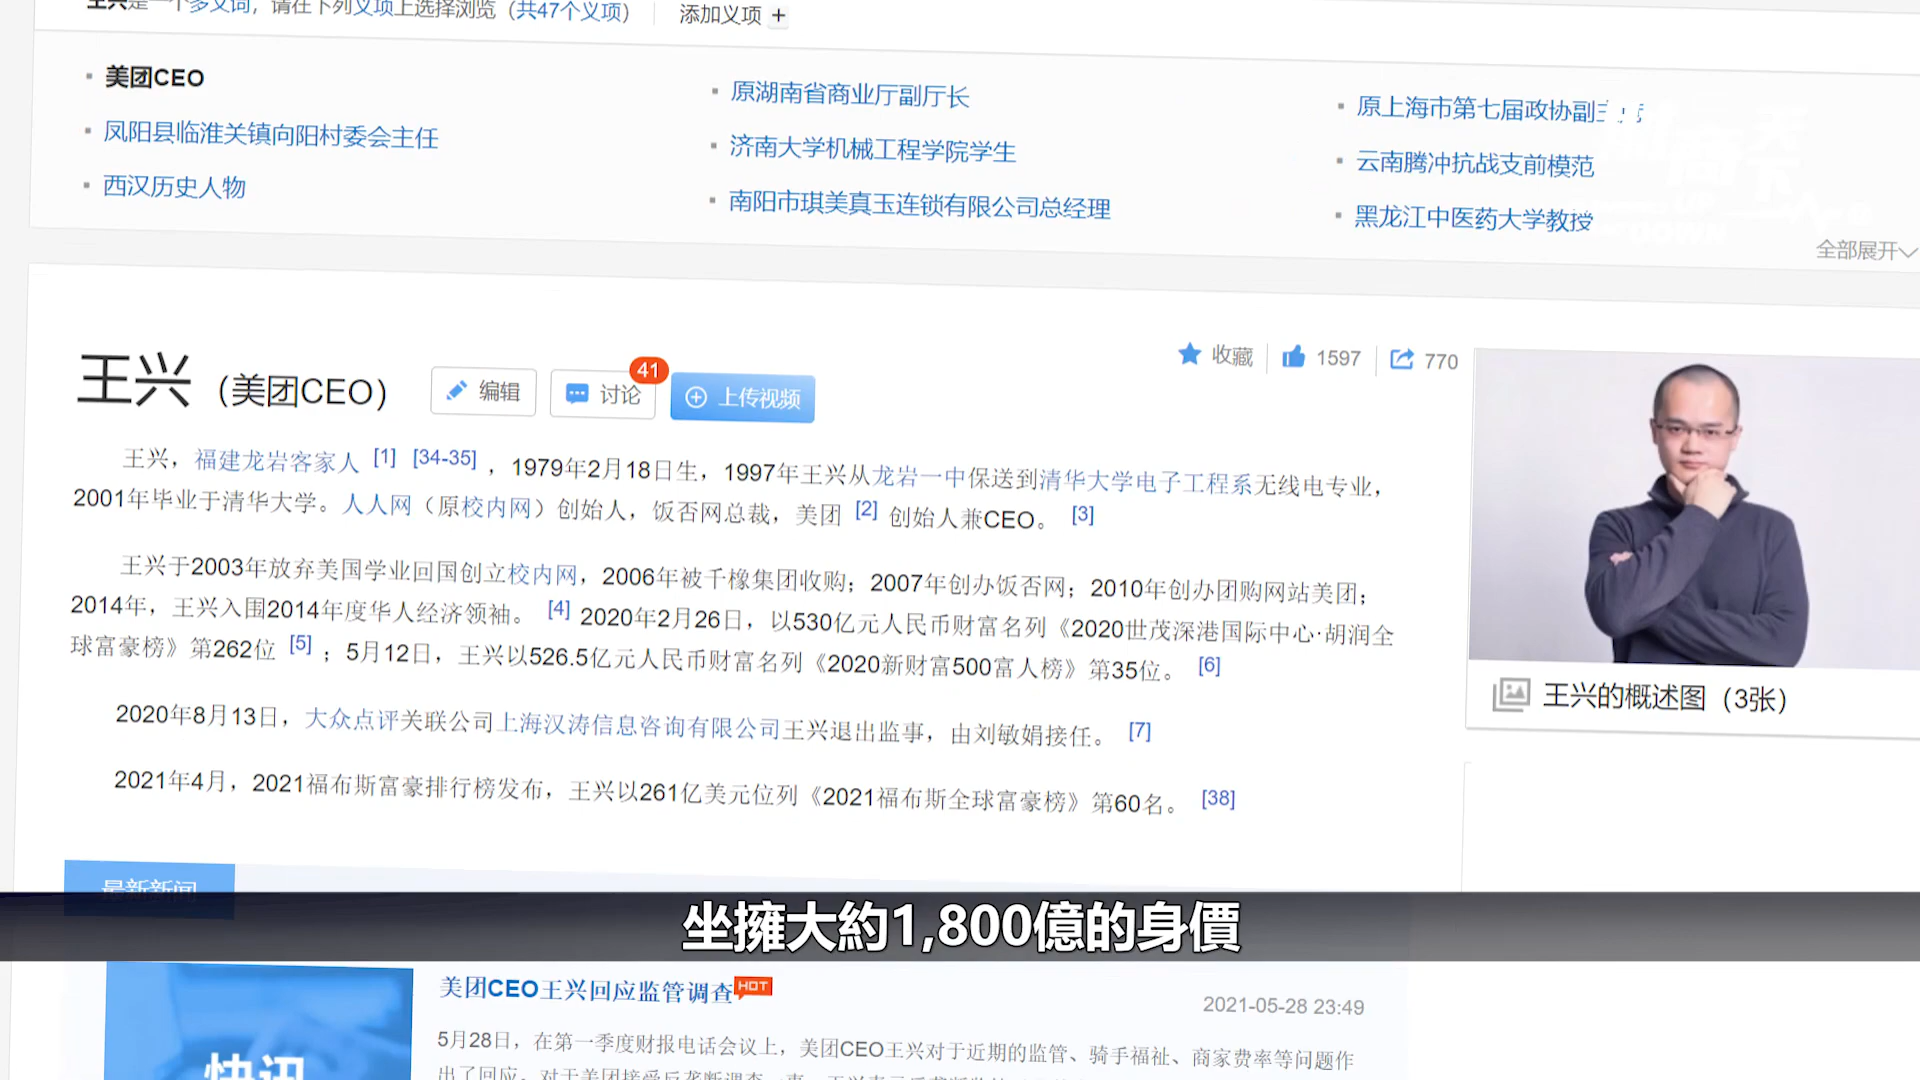 王兴是一个多义词，请在下列义项上选择浏览（共47个义项） 添加义项 +
美团CEO
原湖南省商业厅副厅长
原上海市第七届政协副主席
凤阳县临淮关镇向阳村委会主任
济南大学机械工程学院学生
云南腾冲抗战支前模范
西汉历史人物
南阳市琪美真玉连锁有限公司总经理
黑龙江中医药大学教授
全部展开
收藏 1597 770
王兴（美团CEO） 编辑 讨论 41 上传视频
王兴，福建龙岩客家人 [1] [34-35] ，1979年2月18日生，1997年王兴从龙岩一中保送到清华大学电子工程系无线电专业，
2001年毕业于清华大学。人人网（原校内网）创始人，饭否网总裁，美团 [2] 创始人兼CEO。 [3]
王兴于2003年放弃美国学业回国创立校内网，2006年被千橡集团收购；2007年创办饭否网；2010年创办团购网站美团；
2014年，王兴入围2014年度华人经济领袖。 [4] 2020年2月26日，以530亿元人民币财富名列《2020世茂深港国际中心·胡润全
球富豪榜》第262位 [5] ；5月12日，王兴以526.5亿元人民币财富名列《2020新财富500富人榜》第35位。 [6]
王兴的概述图（3张）
2020年8月13日，大众点评关联公司上海汉涛信息咨询有限公司王兴退出监事，由刘敏娟接任。 [7]
2021年4月，2021福布斯富豪排行榜发布，王兴以261亿美元位列《2021福布斯全球富豪榜》第60名。 [38]
最新新闻
坐擁大約1,800億的身價
美团CEO王兴回应监管调查 HOT
2021-05-28 23:49
5月28日，在第一季度财报电话会议上，美团CEO王兴对于近期的监管、骑手福祉、商家费率等问题作
快讯